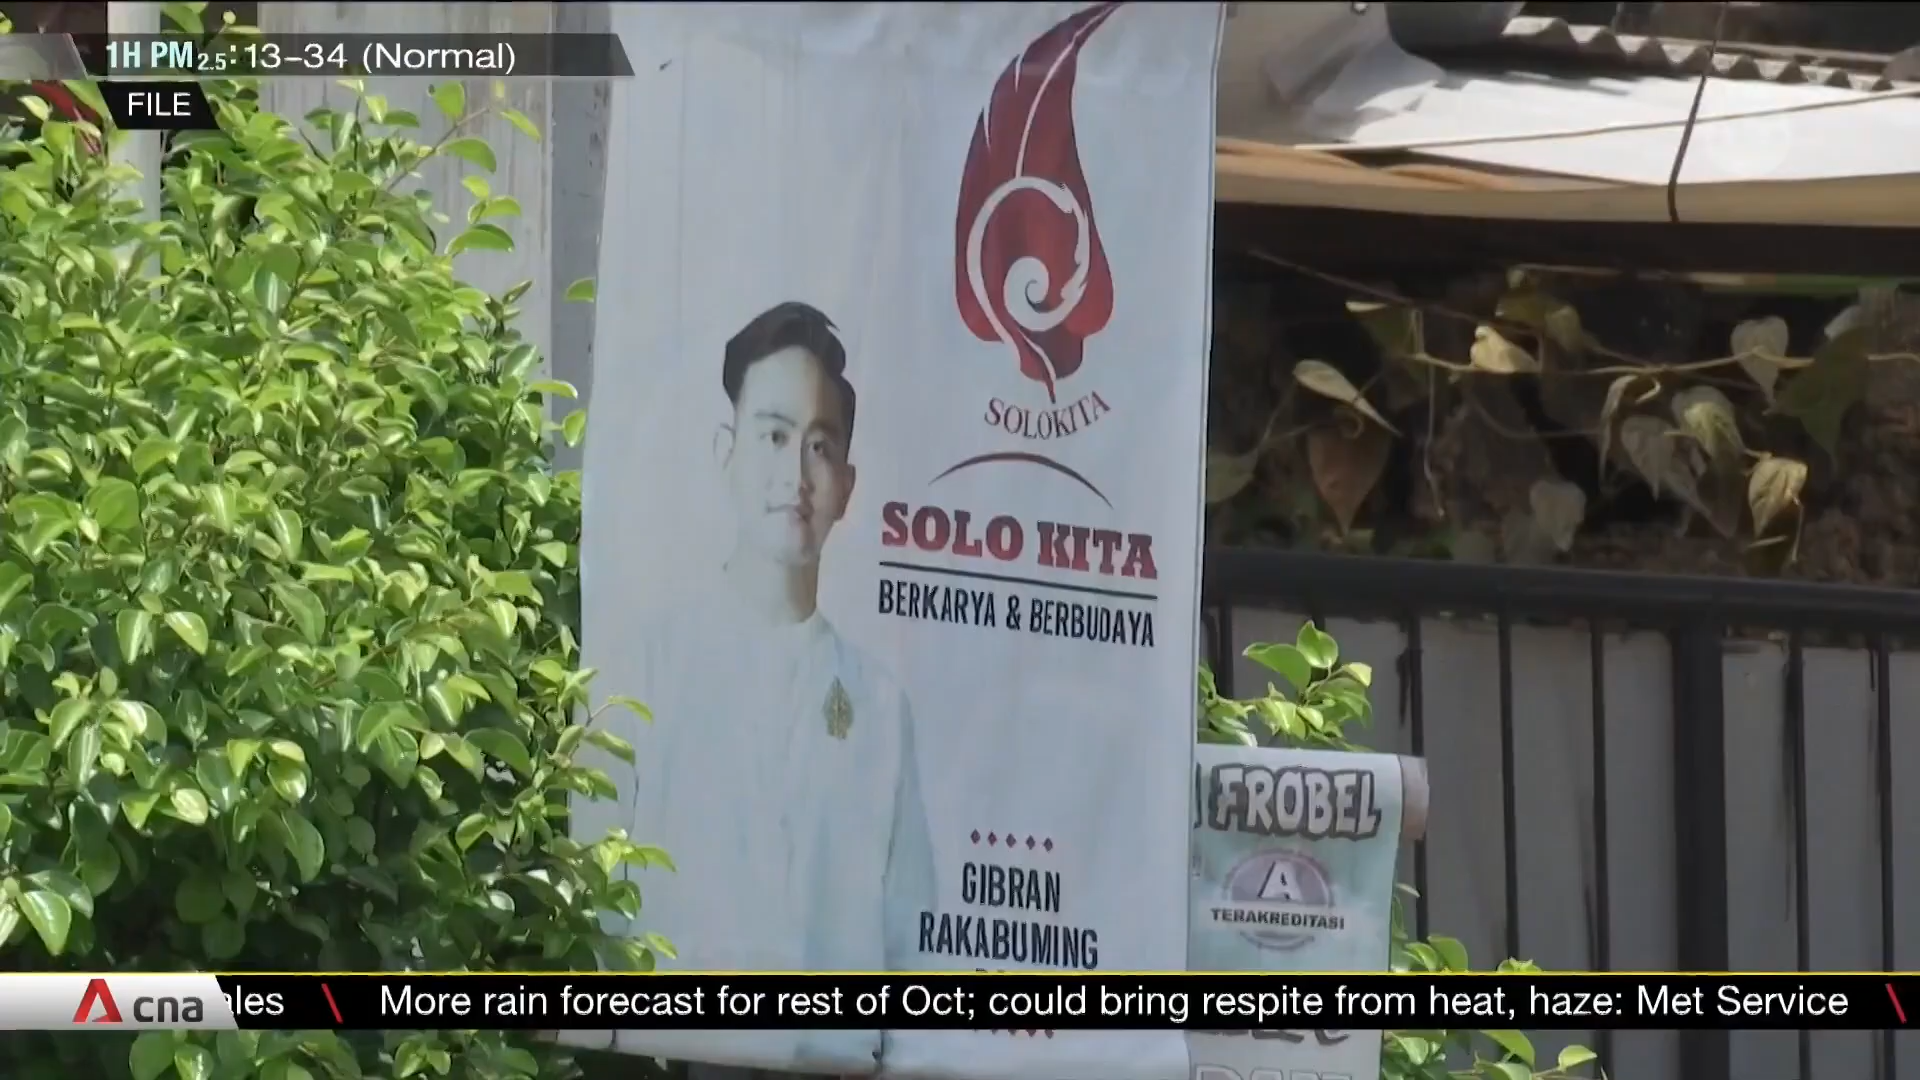 1H PM2.5: 13-34 (Normal)
FILE
SOLOKITA
SOLO KITA
BERKARYA & BERBUDAYA
GIBRAN
RAKABUMING
FROBEL
A
TERAKREDITASI
cna
ales \ More rain forecast for rest of Oct; could bring respite from heat, haze: Met Service \